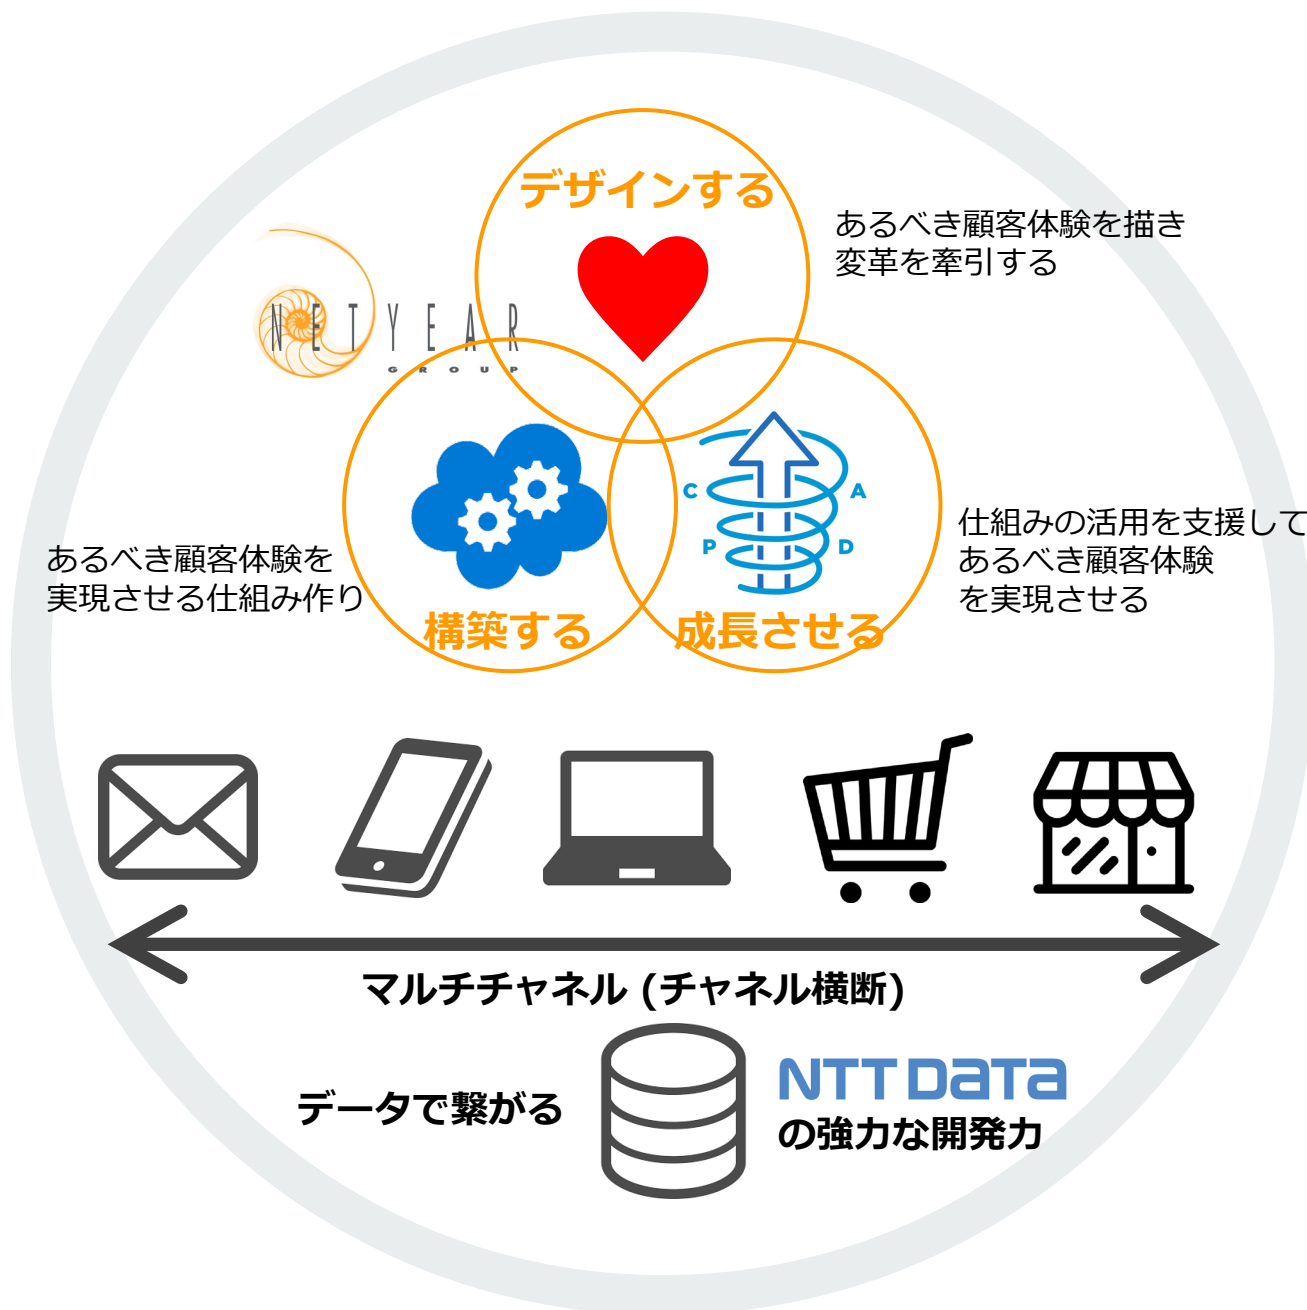 デザインする
あるべき顧客体験を描き
変革を牽引する
NETYEAR
GROUP
C
A
P
D
あるべき顧客体験を
実現させる仕組み作り
仕組みの活用を支援して
あるべき顧客体験
を実現させる
構築する
成長させる
マルチチャネル (チャネル横断)
データで繋がる
NTT DATA
の強力な開発力